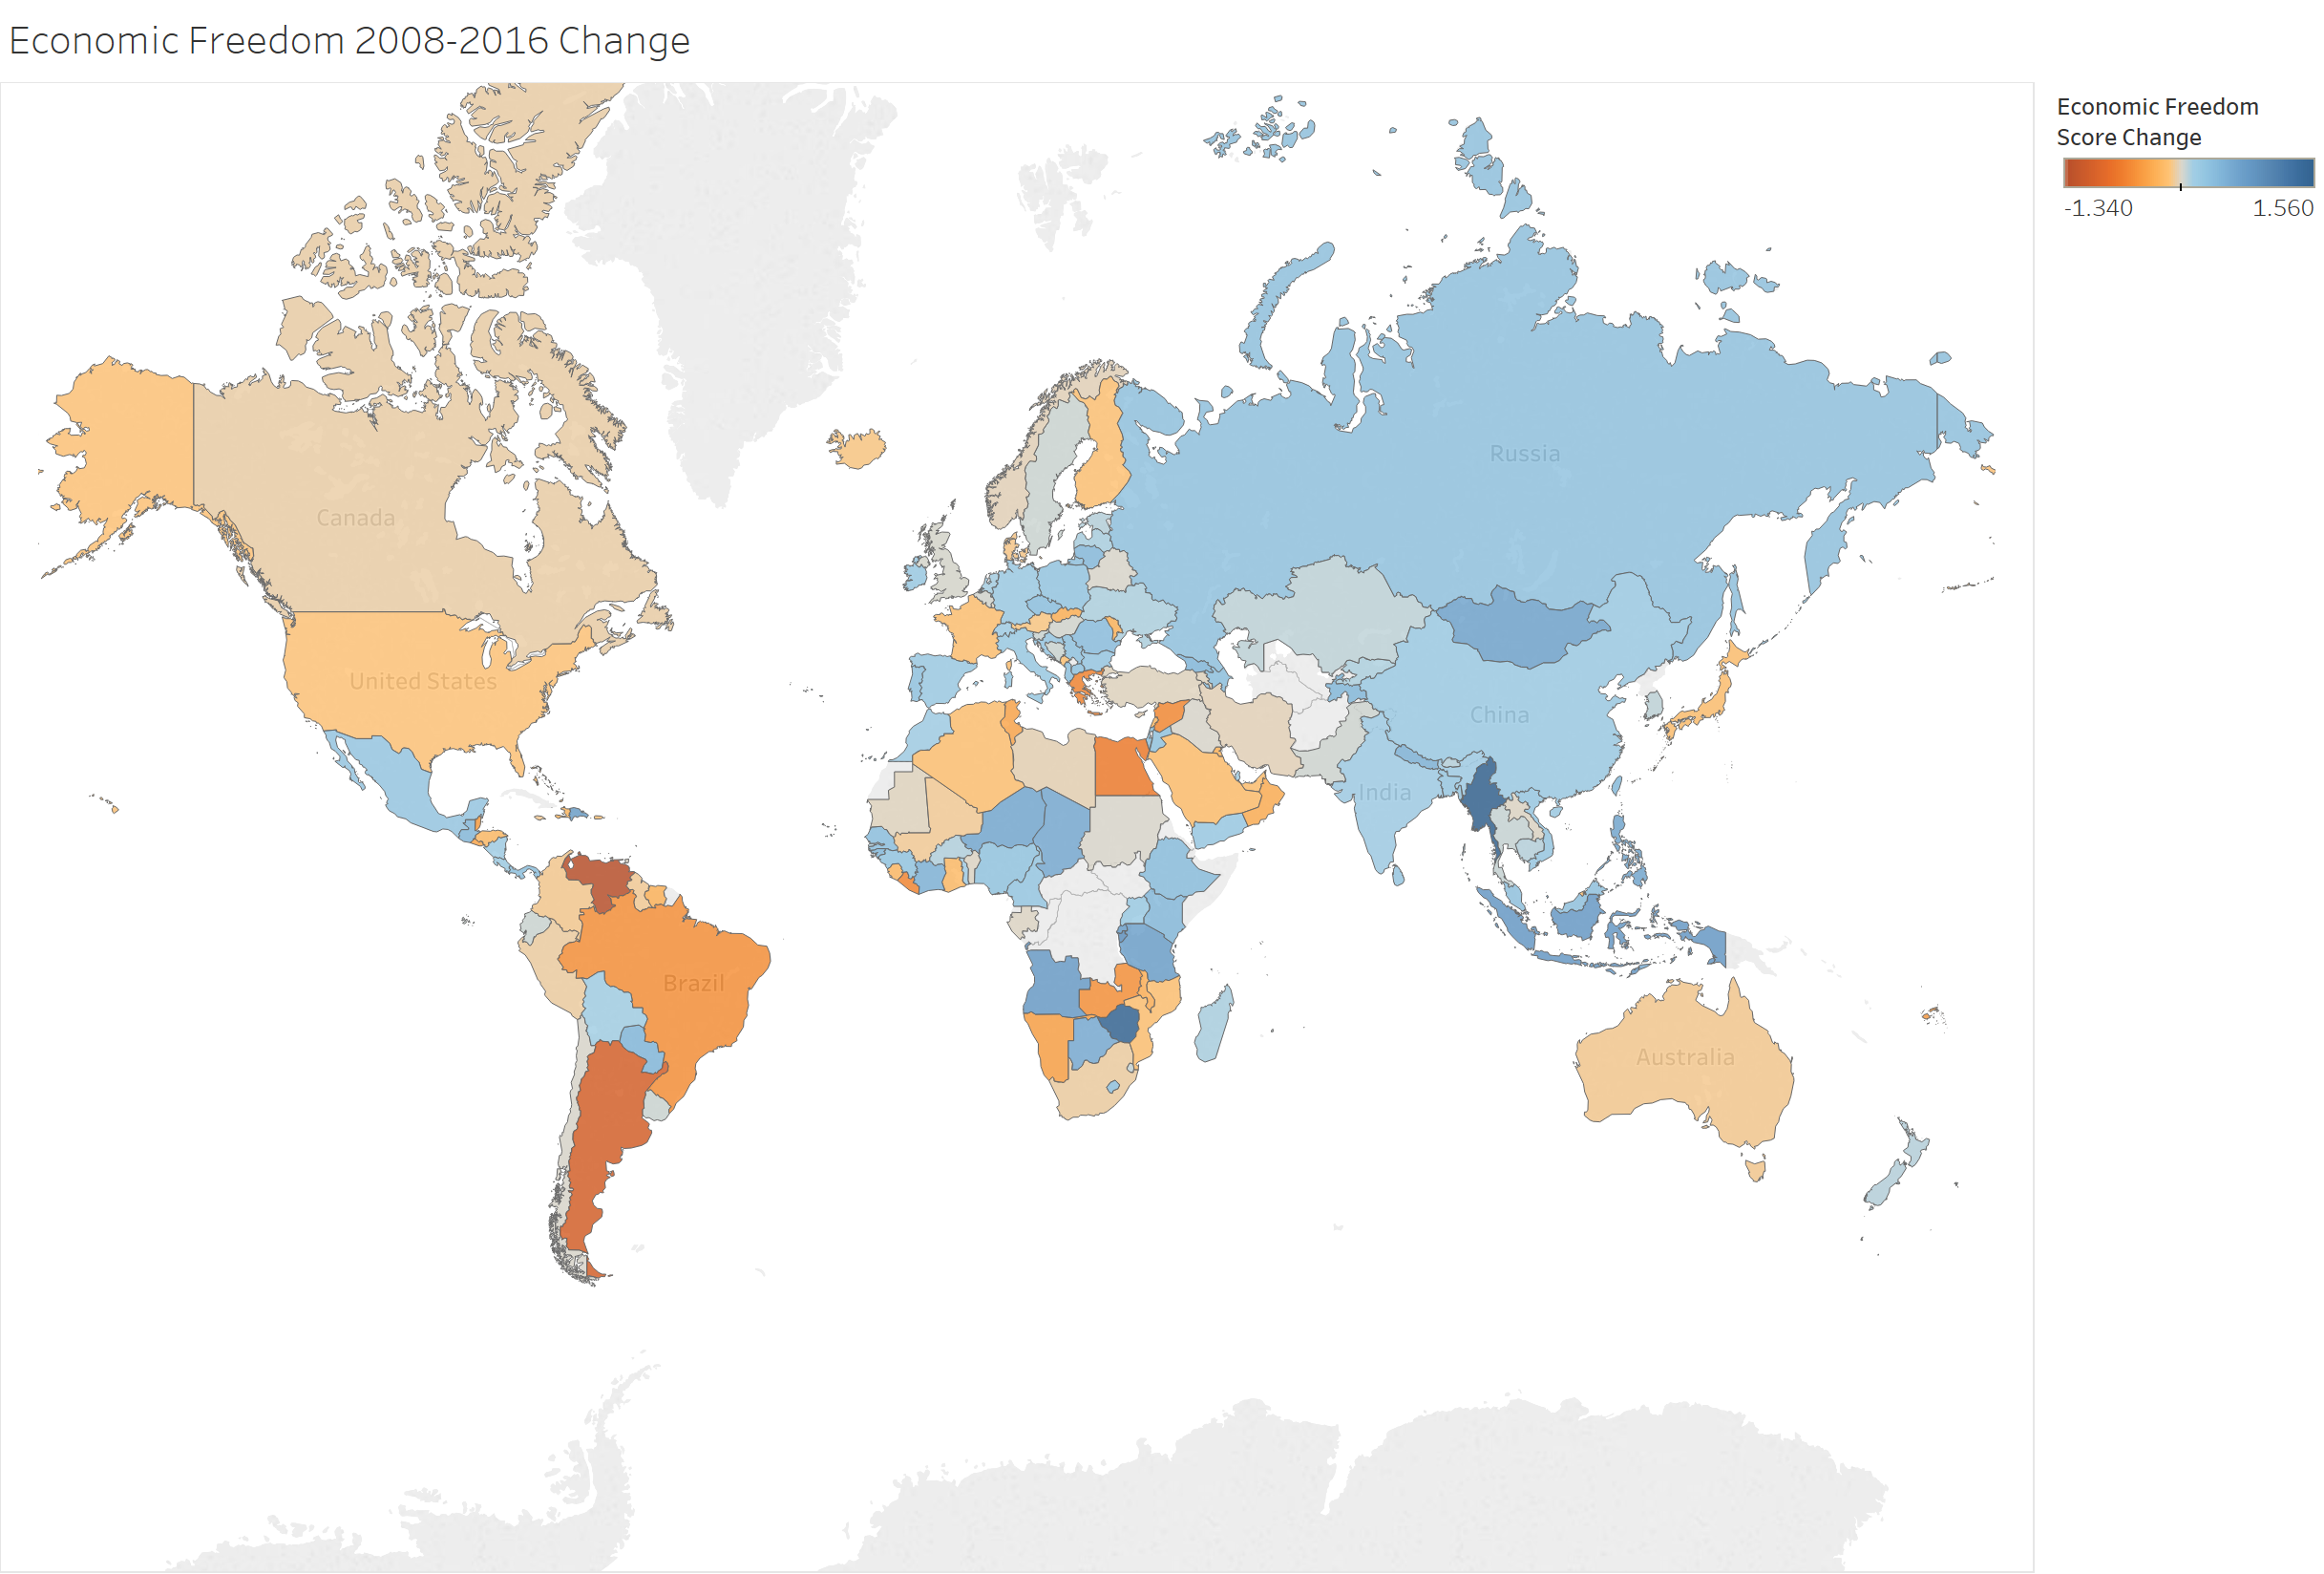 Economic Freedom 2008-2016 Change
Economic Freedom
Score Change
-1.340 1.560
Russia
Canada
United States
China
India
Brazil
Australia